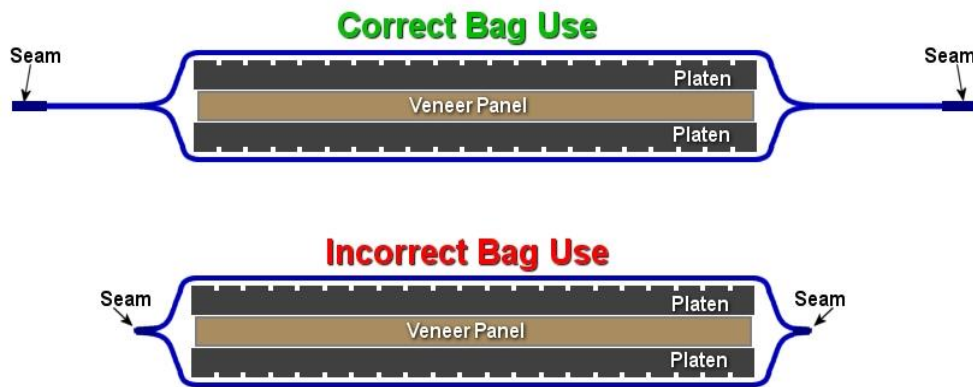 Correct Bag Use
Seam
Seam
Platen
Veneer Panel
Platen
Incorrect Bag Use
Seam
Seam
Platen
Veneer Panel
Platen